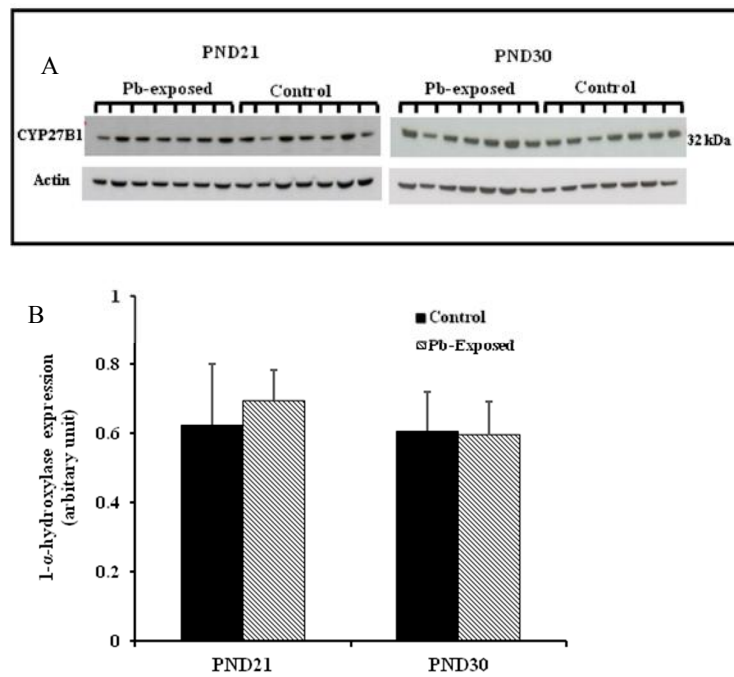 A
PND21
PND30
Pb-exposed
Control
Pb-exposed
Control
CYP27B1
32 kDa
Actin
B
1
0.8
0.6
0.4
0.2
0
1-α-hydroxylase expression
(arbitary unit)
Control
Pb-Exposed
PND21
PND30